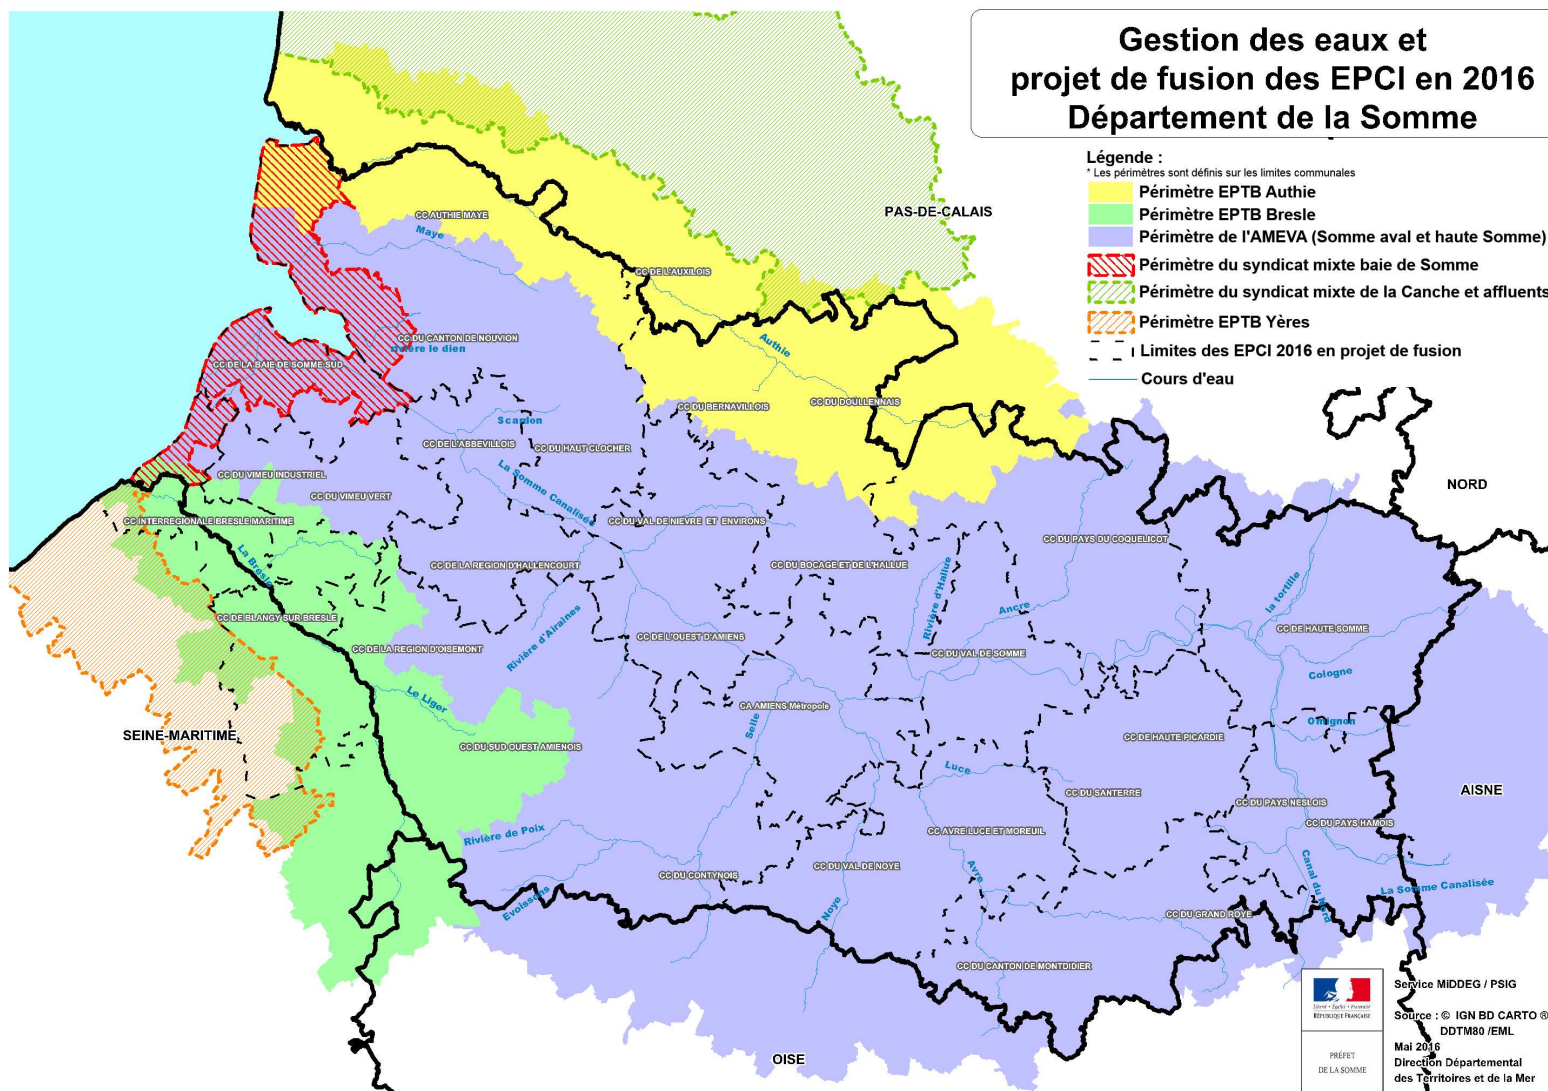 Gestion des eaux et
projet de fusion des EPCI en 2016
Département de la Somme
Légende :
* Les périmètres sont définis sur les limites communales
Périmètre EPTB Authie
Périmètre EPTB Bresle
Périmètre de l'AMEVA (Somme aval et haute Somme)
Périmètre du syndicat mixte baie de Somme
Périmètre du syndicat mixte de la Canche et affluents
Périmètre EPTB Yères
Limites des EPCI 2016 en projet de fusion
Cours d'eau
PAS-DE-CALAIS
CC AUTHIE MAYE
Maye
CC DE L'AUXILOIS
CC DU CANTON DE NOUVION
rivière le dien
Authie
CC DE LA BAIE DE SOMME SUD
CC DU BERNAVILLOIS
CC DU DOULLENNAIS
Scardon
CC DE L'ABBEVILLOIS
CC DU HAUT CLOCHER
CC DU VIMEU INDUSTRIEL
La Somme Canalisée
NORD
CC DU VIMEU VERT
CC INTERREGIONALE BRESLE MARITIME
CC DU VAL DE NIEVRE ET ENVIRONS
CC DU PAYS DU COQUELICOT
La Bresle
CC DE LA REGION D'HALLENCOURT
CC DU BOCAGE ET DE L'HALLUE
Rivière d'Hallue
la tortille
Ancre
CC DE BLANGY SUR BRESLE
Rivière d'Airaines
CC DE L'OUEST D'AMIENS
CC DE HAUTE SOMME
CC DE LA REGION D'OISEMONT
CC DU VAL DE SOMME
Cologne
Le Liger
CA AMIENS Métropole
Selle
Omignon
SEINE-MARITIME
CC DU SUD OUEST AMIENOIS
CC DE HAUTE PICARDIE
Luce
AISNE
CC DU SANTERRE
CC DU PAYS NESLOIS
Rivière de Poix
CC AVRE LUCE ET MOREUIL
CC DU PAYS HAMOIS
CC DU CONTYNOIS
CC DU VAL DE NOYE
Avre
Canal du Nord
La Somme Canalisée
Evoissons
Noye
CC DU GRAND ROYE
CC DU CANTON DE MONTDIDIER
OISE
Liberté • Égalité • Fraternité
RÉPUBLIQUE FRANÇAISE
PRÉFET
DE LA SOMME
Service MIDDEG / PSIG
Source : © IGN BD CARTO ®
DDTM80 /EML
Mai 2016
Direction Départemental
des Territoires et de la Mer